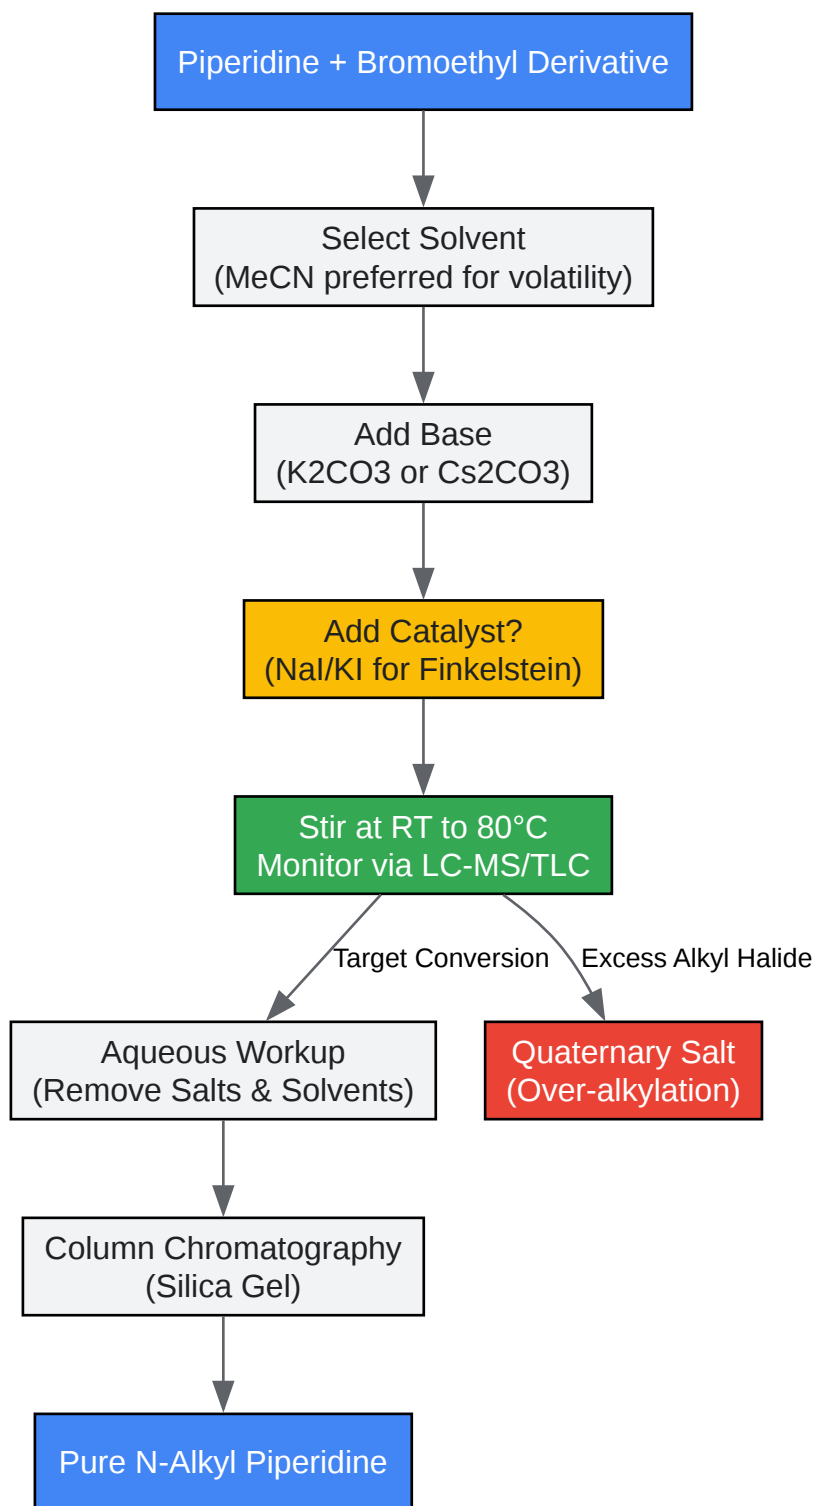 Piperidine + Bromoethyl Derivative
Select Solvent
(MeCN preferred for volatility)
Add Base
(K2CO3 or Cs2CO3)
Add Catalyst?
(NaI/KI for Finkelstein)
Stir at RT to 80°C
Monitor via LC-MS/TLC
Target Conversion
Excess Alkyl Halide
Aqueous Workup
(Remove Salts & Solvents)
Quaternary Salt
(Over-alkylation)
Column Chromatography
(Silica Gel)
Pure N-Alkyl Piperidine